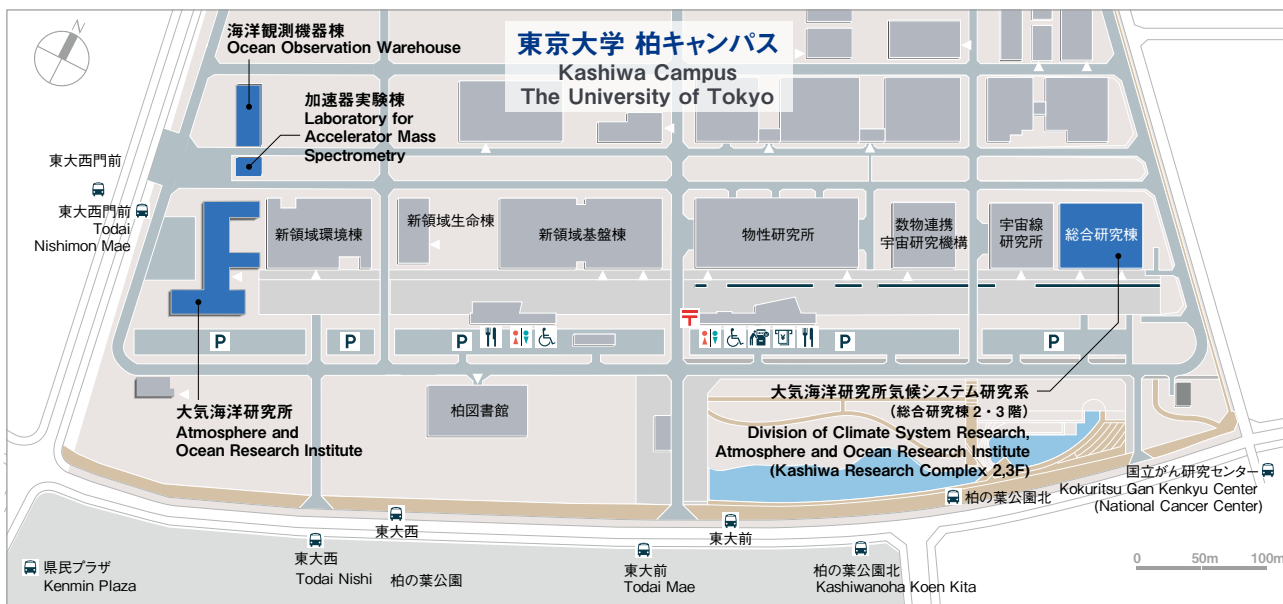 N
海洋観測機器棟
Ocean Observation Warehouse
東京大学 柏キャンパス
Kashiwa Campus
The University of Tokyo
加速器実験棟
Laboratory for
Accelerator Mass
Spectrometry
東大西門前
東大西門前
Todai
Nishimon Mae
新領域環境棟
新領域生命棟
新領域基盤棟
物性研究所
数物連携
宇宙研究機構
宇宙線
研究所
総合研究棟
〒
P
P
P
P
P
大気海洋研究所
Atmosphere and
Ocean Research Institute
柏図書館
大気海洋研究所気候システム研究系
(総合研究棟 2・3 階)
Division of Climate System Research,
Atmosphere and Ocean Research Institute
(Kashiwa Research Complex 2,3F)
国立がん研究センター
Kokuritsu Gan Kenkyu Center
(National Cancer Center)
柏の葉公園北
東大西
東大前
県民プラザ
Kenmin Plaza
東大西
Todai Nishi
柏の葉公園
東大前
Todai Mae
柏の葉公園北
Kashiwanoha Koen Kita
0 50m 100m